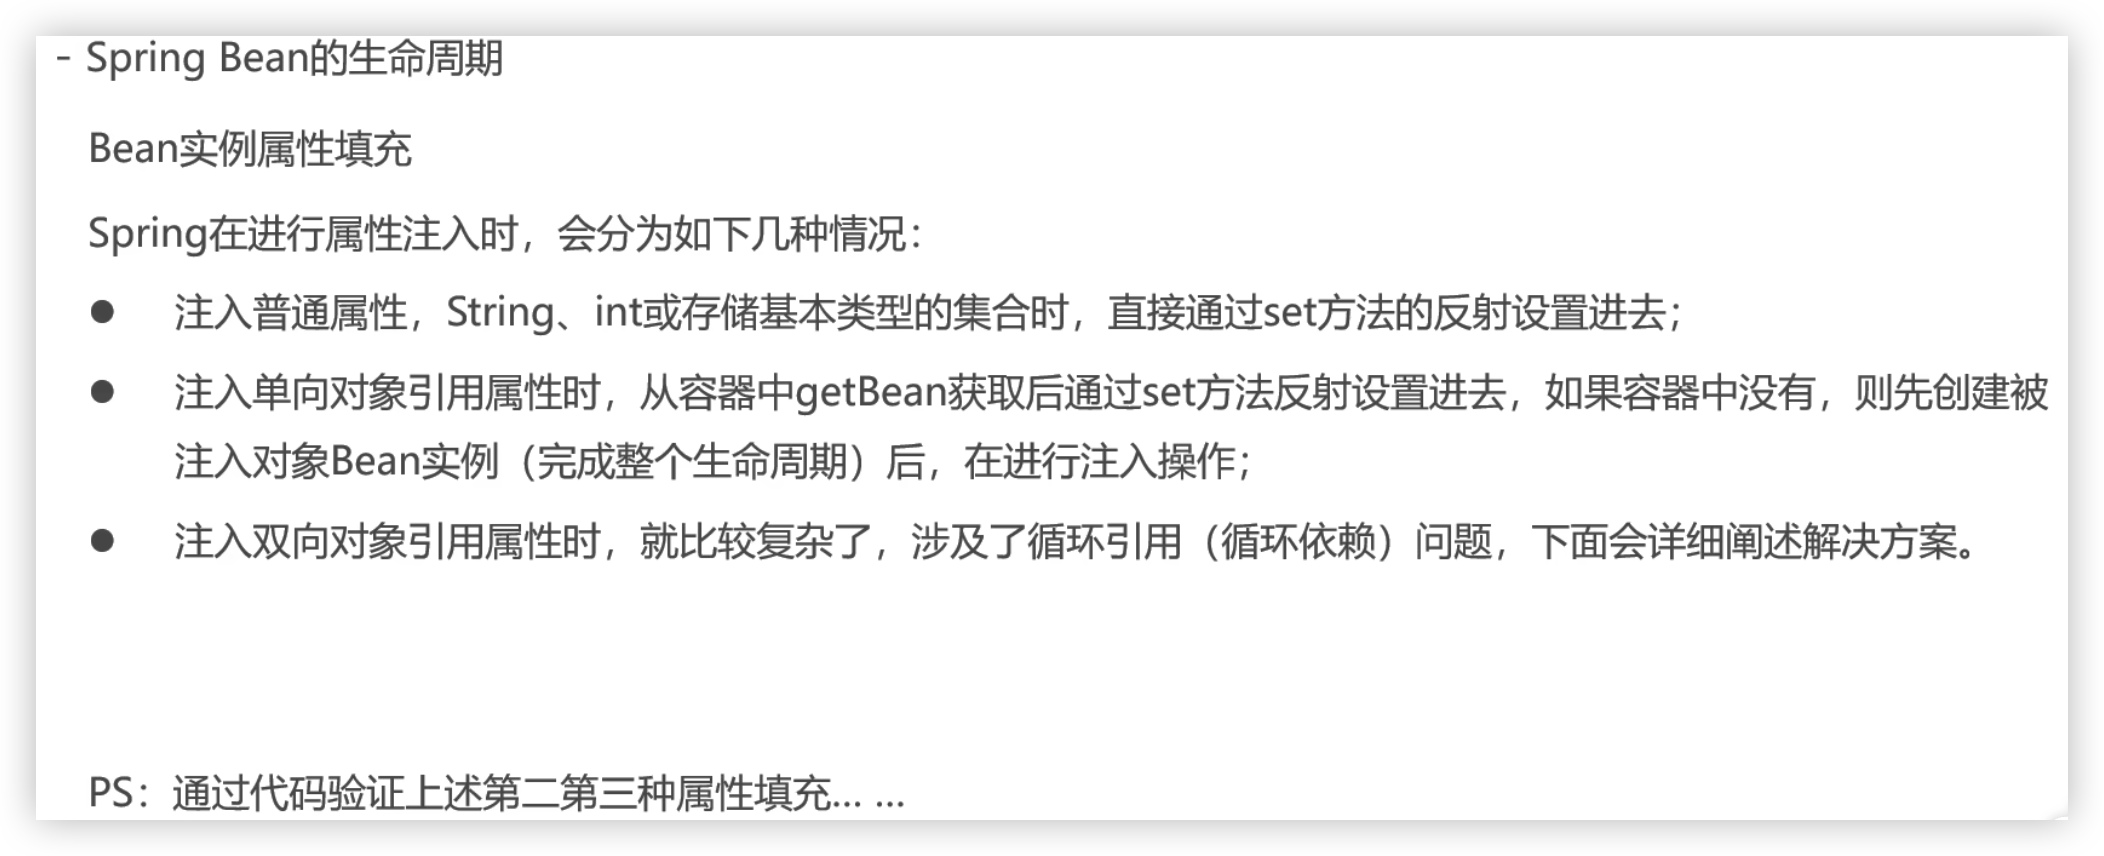 - Spring Bean的生命周期
Bean实例属性填充
Spring在进行属性注入时，会分为如下几种情况：
● 注入普通属性，String、int或存储基本类型的集合时，直接通过set方法的反射设置进去；
● 注入单向对象引用属性时，从容器中getBean获取后通过set方法反射设置进去，如果容器中没有，则先创建被
注入对象Bean实例（完成整个生命周期）后，在进行注入操作；
● 注入双向对象引用属性时，就比较复杂了，涉及了循环引用（循环依赖）问题，下面会详细阐述解决方案。
PS：通过代码验证上述第二第三种属性填充... ...